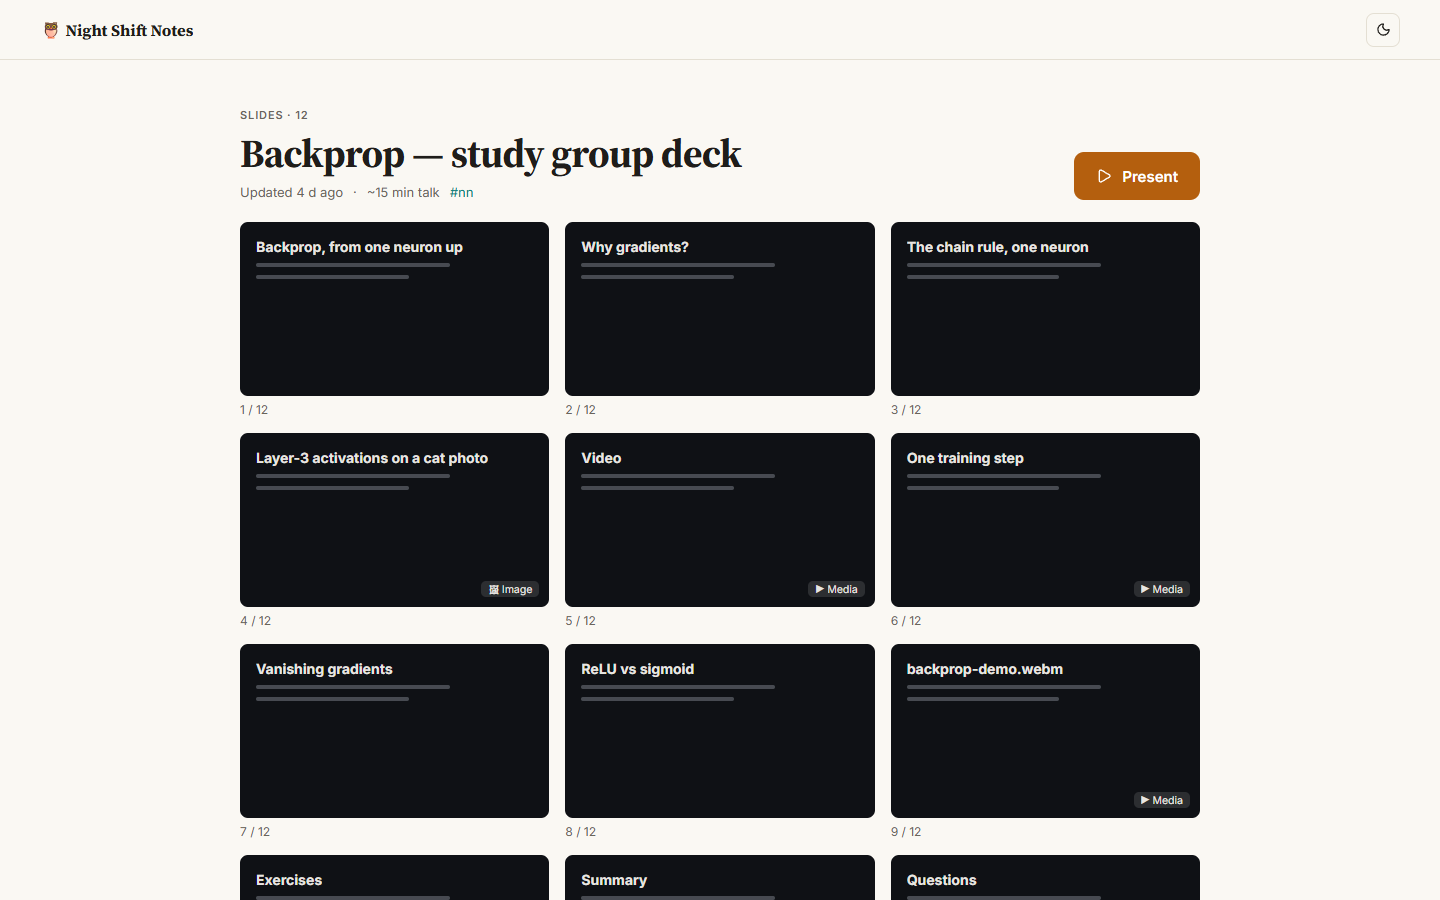 🦉 Night Shift Notes
SLIDES · 12
Backprop — study group deck
Updated 4 d ago · ~15 min talk #nn
Present
Backprop, from one neuron up
Why gradients?
The chain rule, one neuron
1 / 12
2 / 12
3 / 12
Layer-3 activations on a cat photo
Video
One training step
🖼 Image
▶ Media
▶ Media
4 / 12
5 / 12
6 / 12
Vanishing gradients
ReLU vs sigmoid
backprop-demo.webm
▶ Media
7 / 12
8 / 12
9 / 12
Exercises
Summary
Questions